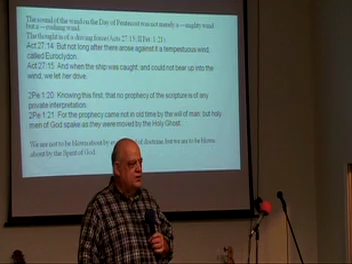 The sound of the wind on the Day of Pentecost was not merely a —mighty wind
but a —rushing wind.
The thought is of a driving force (Acts 27:15, II Pet 1:21)
Act 27:14 But not long after there arose against it a tempestuous wind,
called Euroclydon.
Act 27:15 And when the ship was caught, and could not bear up into the
wind, we let her drive.
2Pe 1:20 Knowing this first, that no prophecy of the scripture is of any
private interpretation.
2Pe 1:21 For the prophecy came not in old time by the will of man: but holy
men of God spake as they were moved by the Holy Ghost.
We are not to be blown about by of doctrine, but we are to be blown
about by the Spirit of God.